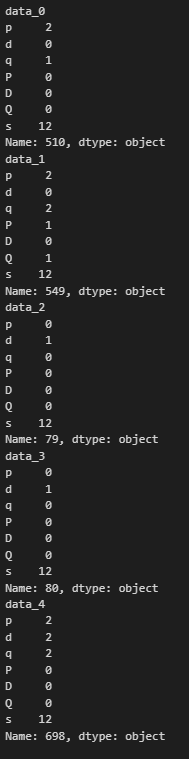 data_0
p     2
d     0
q     1
P     0
D     0
Q     0
s    12
Name: 510, dtype: object
data_1
p     2
d     0
q     2
P     1
D     0
Q     1
s    12
Name: 549, dtype: object
data_2
p     0
d     1
q     0
P     0
D     0
Q     0
s    12
Name: 79, dtype: object
data_3
p     0
d     1
q     0
P     0
D     0
Q     0
s    12
Name: 80, dtype: object
data_4
p     2
d     2
q     2
P     0
D     0
Q     0
s    12
Name: 698, dtype: object